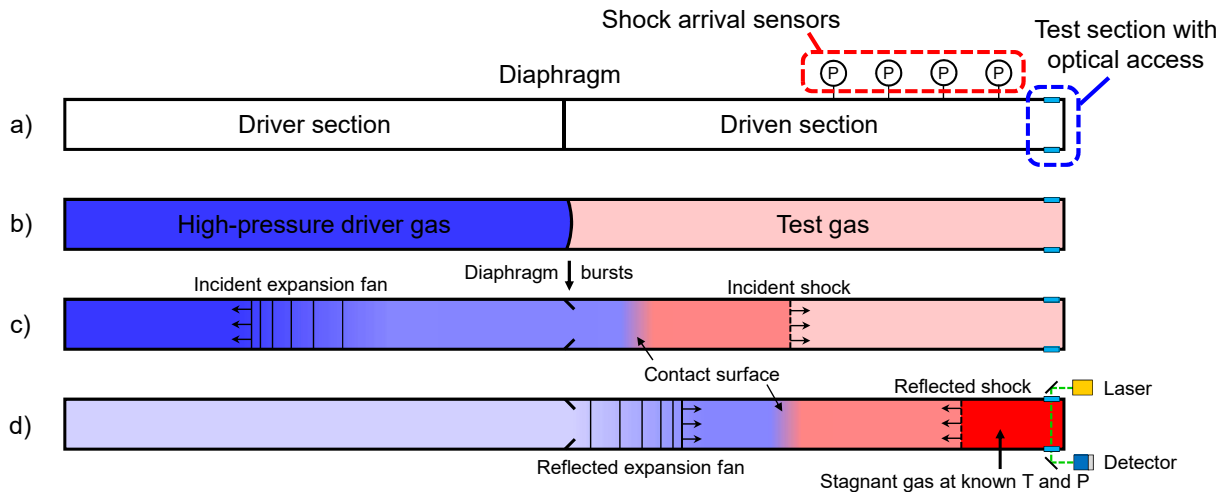 Shock arrival sensors
Test section with
optical access
Diaphragm
P P P P
a)
Driver section
Driven section
b)
High-pressure driver gas
Test gas
Diaphragm bursts
Incident expansion fan
Incident shock
c)
Contact surface
Reflected shock
Laser
d)
Reflected expansion fan
Stagnant gas at known T and P
Detector